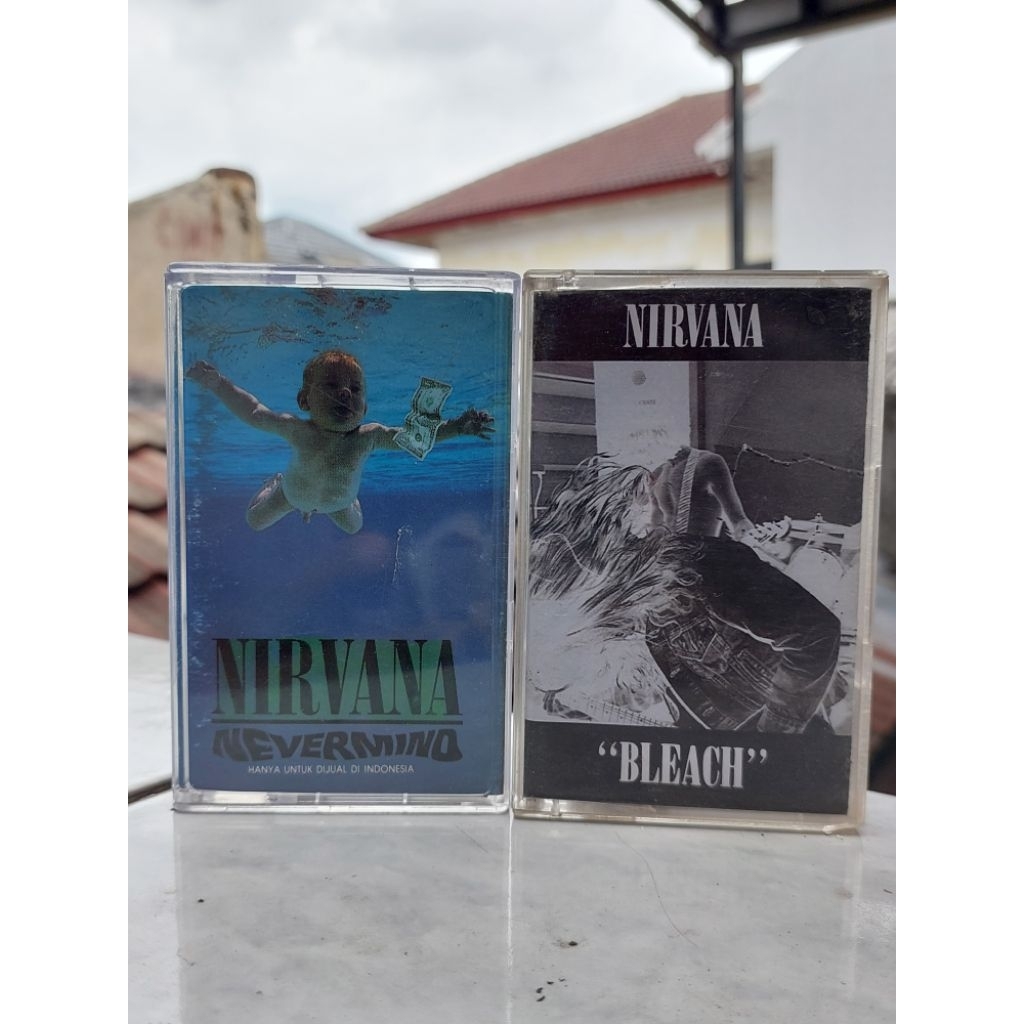 NIRVANA
NEVERMIND
HANYA UNTUK DIJUAL DI INDONESIA
NIRVANA
“BLEACH”